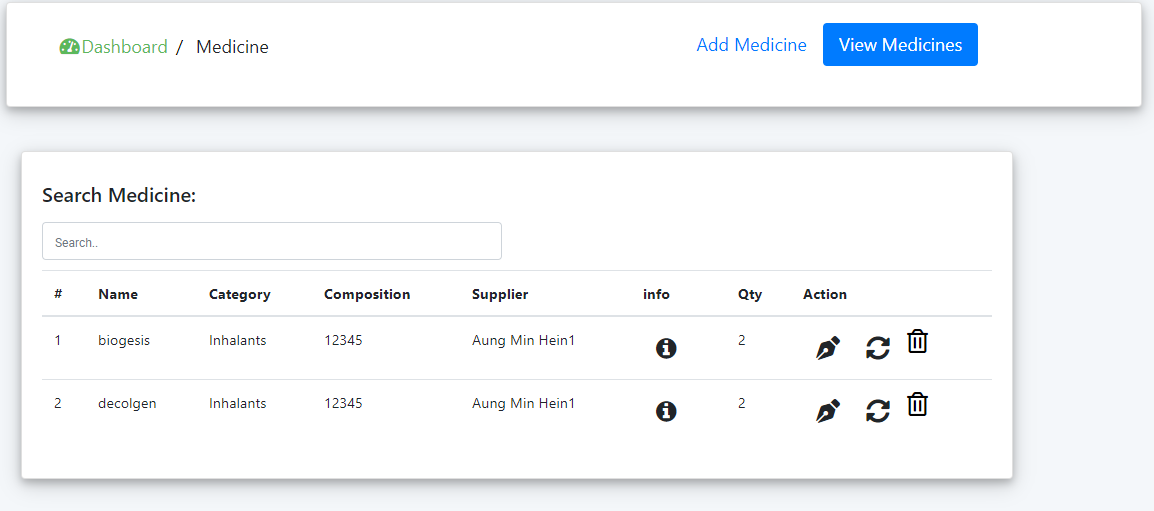 Dashboard / Medicine Add Medicine View Medicines
Search Medicine:
Search..
# Name Category Composition Supplier info Qty Action
1 biogesis Inhalants 12345 Aung Min Hein1 2
2 decolgen Inhalants 12345 Aung Min Hein1 2